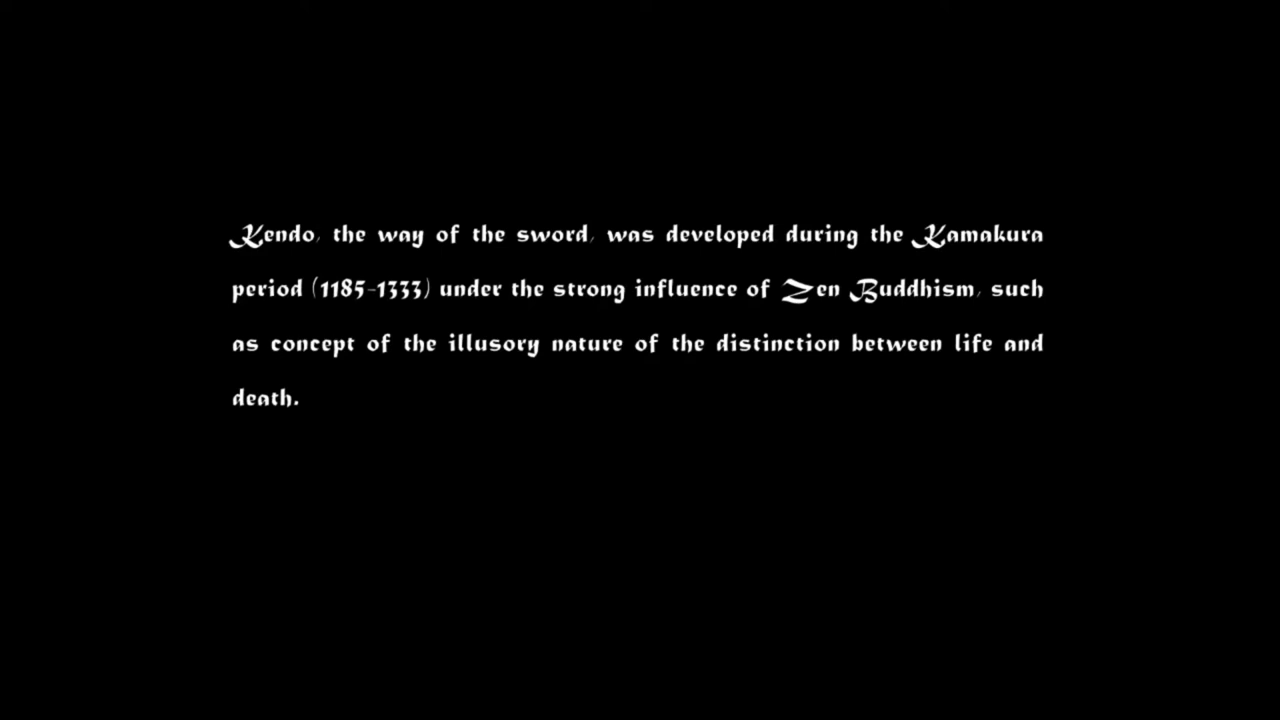 Kendo, the way of the sword, was developed during the Kamakura
period (1185-1333) under the strong influence of Zen Buddhism, such
as concept of the illusory nature of the distinction between life and
death.